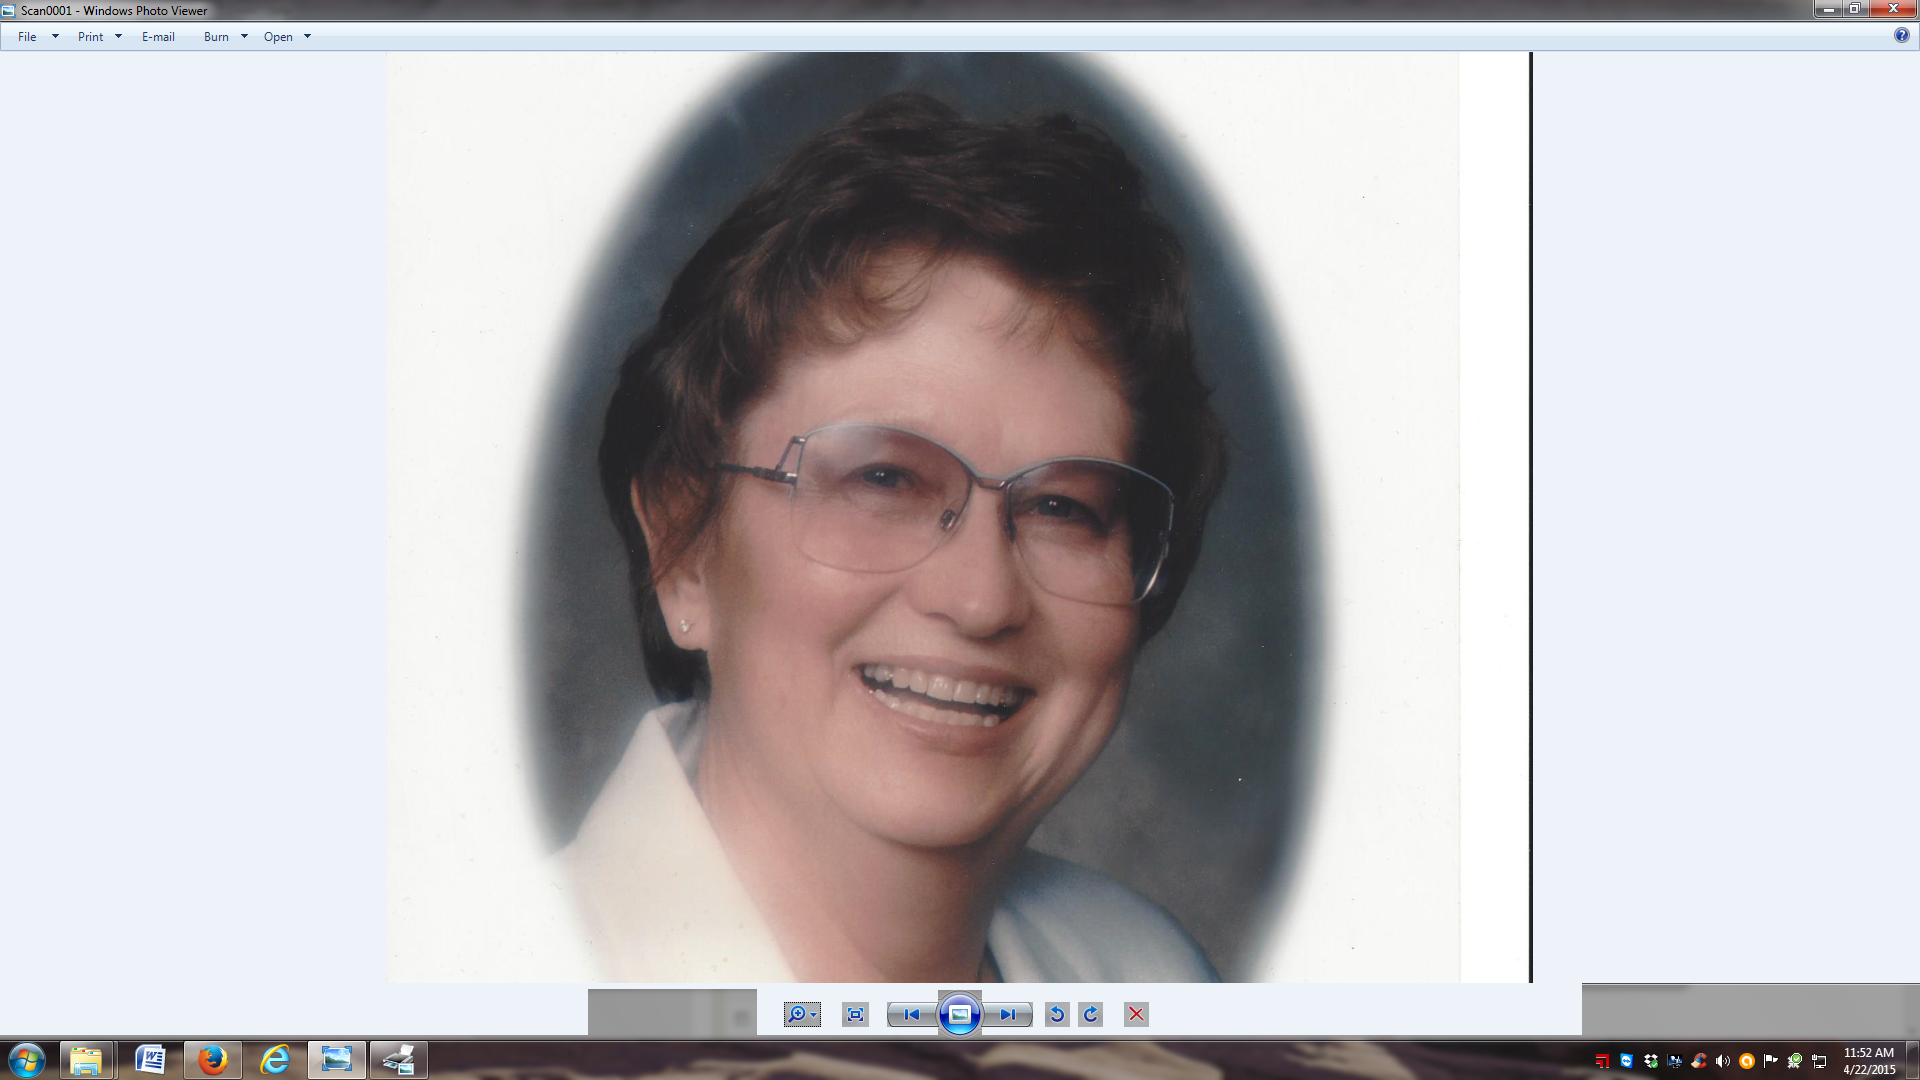 Scan0001 - Windows Photo Viewer
File Print E-mail Burn Open
11:52 AM
4/22/2015